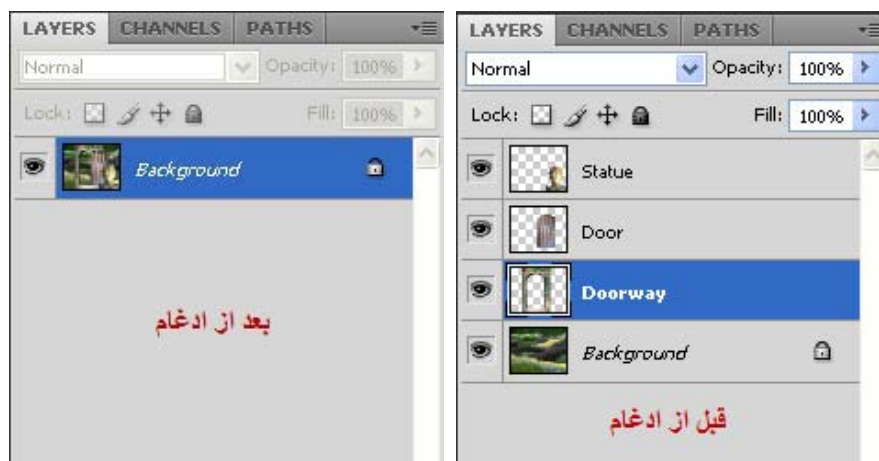 LAYERS CHANNELS PATHS
Normal Opacity: 100%
Lock: Fill: 100%
Background
بعد از ادغام
LAYERS CHANNELS PATHS
Normal Opacity: 100%
Lock: Fill: 100%
Statue
Door
Doorway
Background
قبل از ادغام